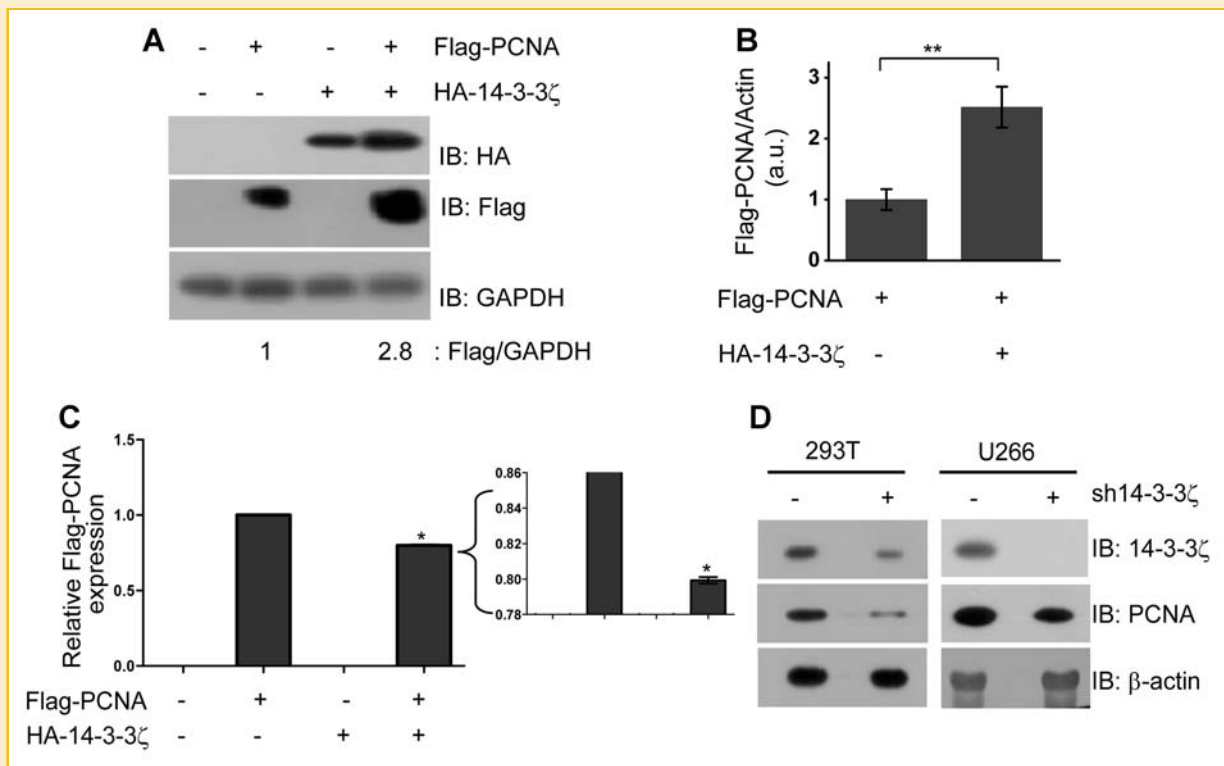 A
- + - + Flag-PCNA
- - + + HA-14-3-3ζ
IB: HA
IB: Flag
IB: GAPDH
1 2.8 : Flag/GAPDH
B
**
Flag-PCNA/Actin
(a.u.)
3
2
1
0
Flag-PCNA + +
HA-14-3-3ζ - +
C
Relative Flag-PCNA
expression
1.5
1.0
0.5
0.0
*
0.86
0.84
0.82
0.80
0.78
*
Flag-PCNA - + - +
HA-14-3-3ζ - - + +
D
293T U266
- + - + sh14-3-3ζ
IB: 14-3-3ζ
IB: PCNA
IB: β-actin